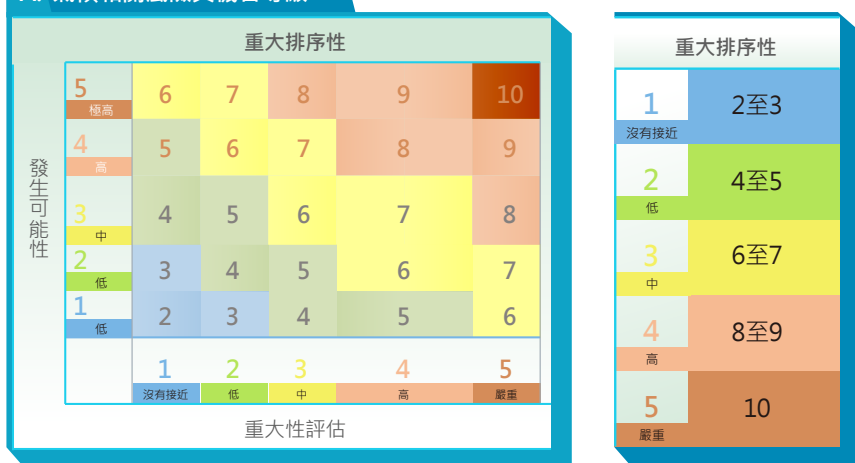 重大排序性
發生可能性
5 極高 6 7 8 9 10
4 高 5 6 7 8 9
3 中 4 5 6 7 8
2 低 3 4 5 6 7
1 低 2 3 4 5 6
1 2 3 4 5
沒有接近 低 中 高 嚴重
重大性評估
重大排序性
1 沒有接近 2至3
2 低 4至5
3 中 6至7
4 高 8至9
5 嚴重 10